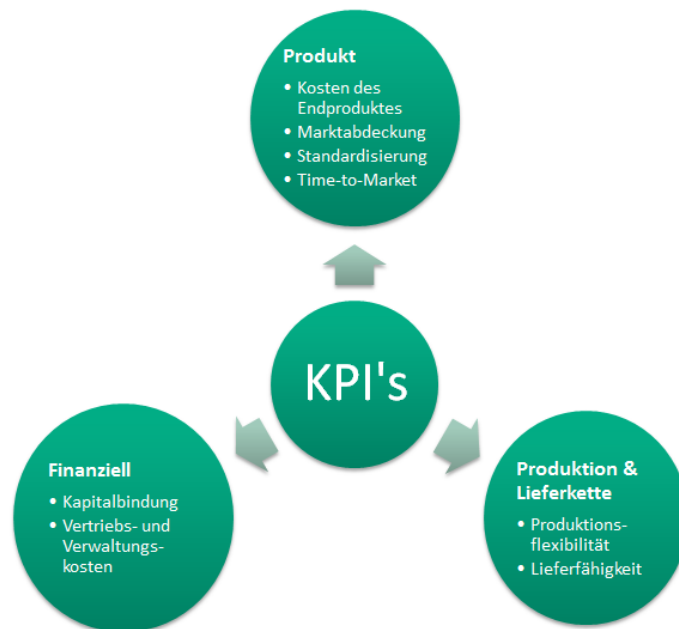 Produkt
• Kosten des
Endproduktes
• Marktabdeckung
• Standardisierung
• Time-to-Market
KPI's
Finanziell
• Kapitalbindung
• Vertriebs- und
Verwaltungs-
kosten
Produktion &
Lieferkette
• Produktions-
flexibilität
• Lieferfähigkeit